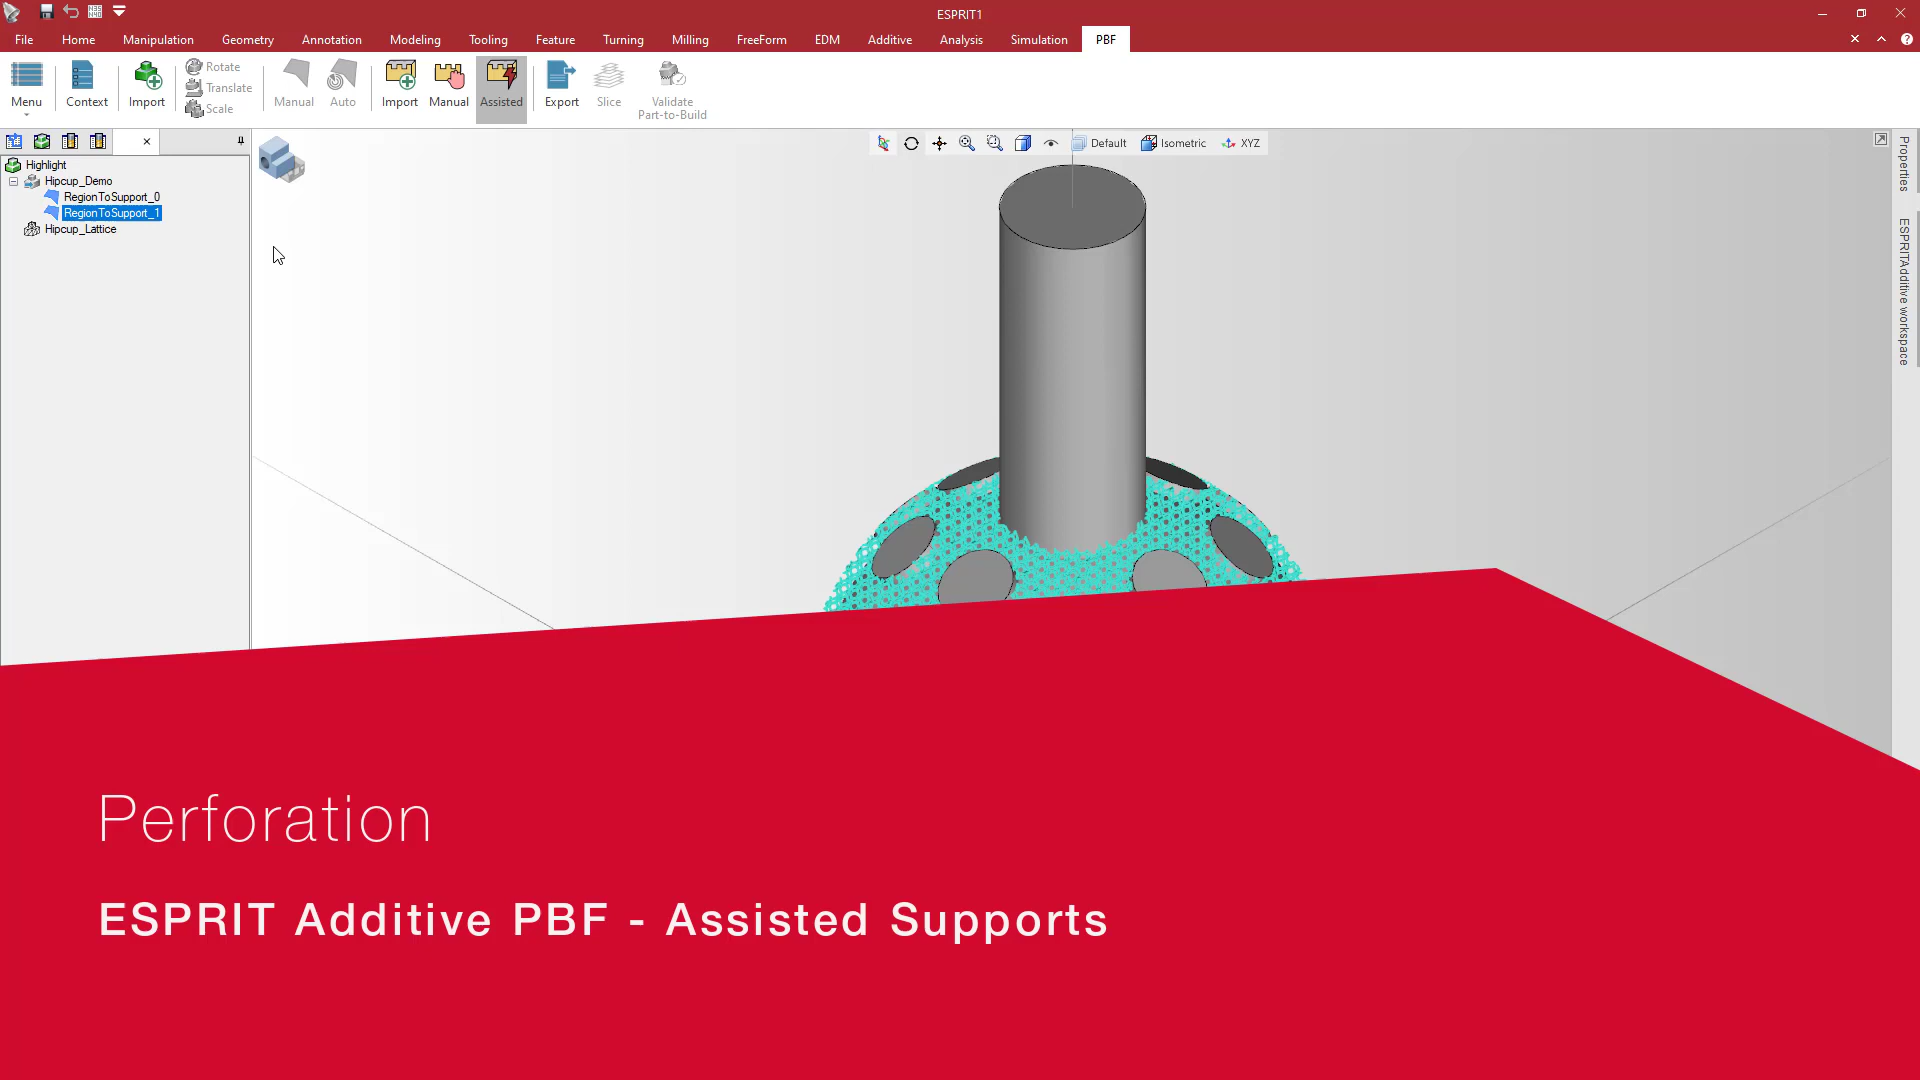 ESPRIT1
File Home Manipulation Geometry Annotation Modeling Tooling Feature Turning Milling FreeForm EDM Additive Analysis Simulation PBF
Menu
Context
Import
Rotate
Translate
Scale
Manual
Auto
Import
Manual
Assisted
Export
Slice
Validate
Part-to-Build
Default
Isometric
XYZ
Highlight
Hipcup_Demo
RegionToSupport_0
RegionToSupport_1
Hipcup_Lattice
Properties
ESPRITAdditive workspace
Perforation
ESPRIT Additive PBF - Assisted Supports